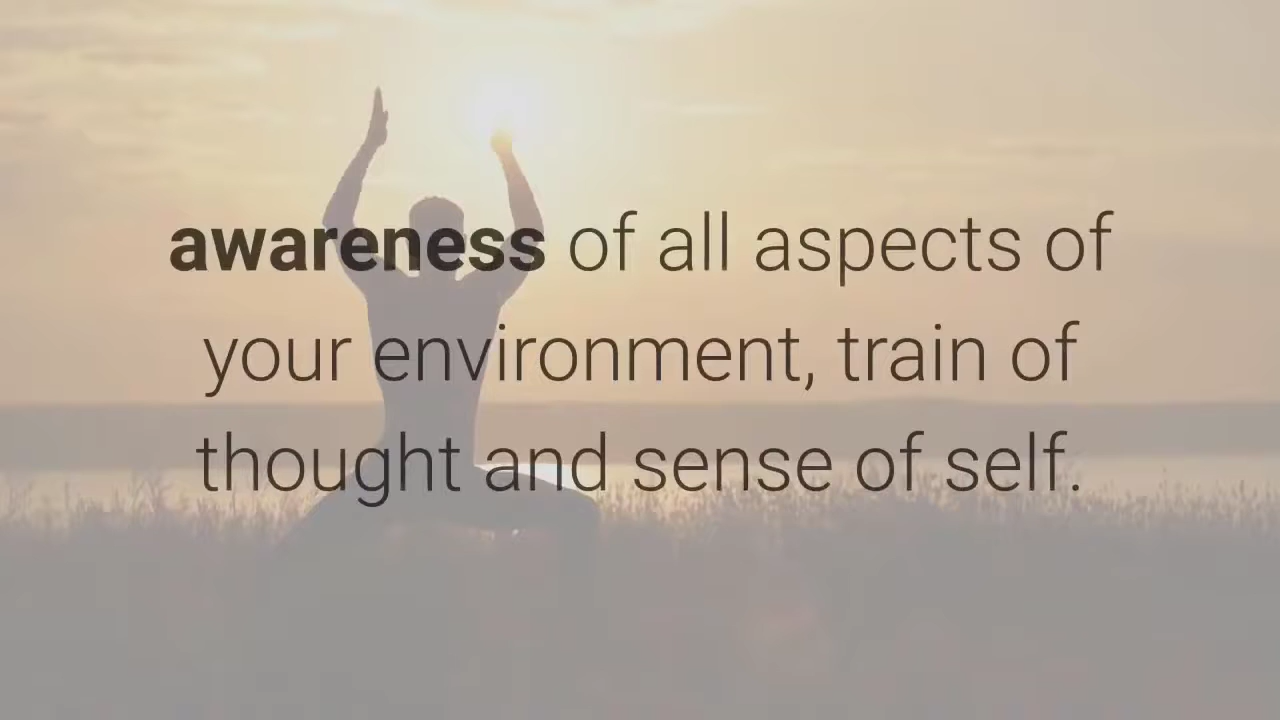 awareness of all aspects of
your environment, train of
thought and sense of self.